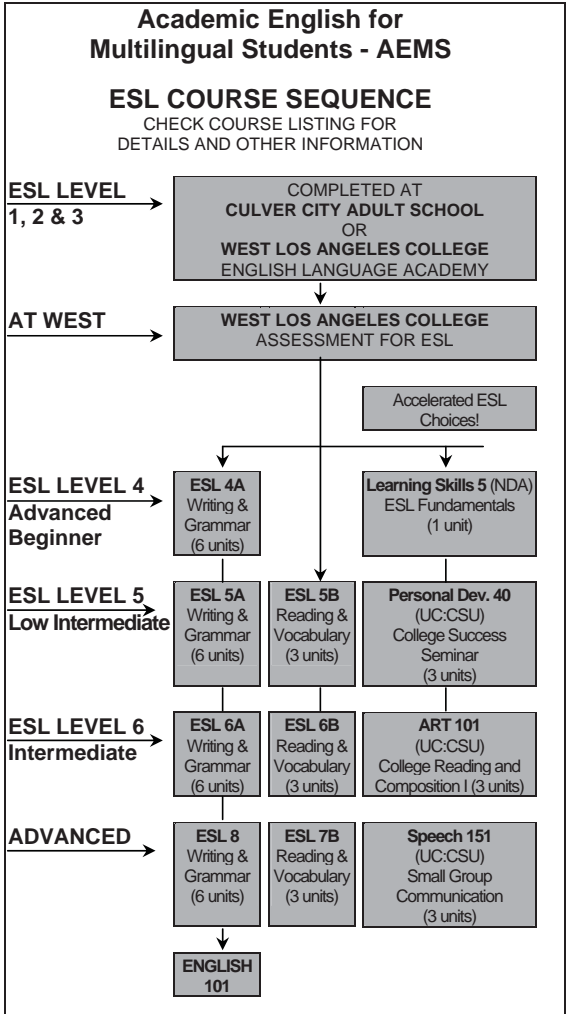 Academic English for
Multilingual Students - AEMS
ESL COURSE SEQUENCE
CHECK COURSE LISTING FOR
DETAILS AND OTHER INFORMATION
ESL LEVEL
1, 2 & 3
COMPLETED AT
CULVER CITY ADULT SCHOOL
OR
WEST LOS ANGELES COLLEGE
ENGLISH LANGUAGE ACADEMY
AT WEST
WEST LOS ANGELES COLLEGE
ASSESSMENT FOR ESL
Accelerated ESL
Choices!
ESL LEVEL 4
Advanced
Beginner
ESL 4A
Writing &
Grammar
(6 units)
Learning Skills 5 (NDA)
ESL Fundamentals
(1 unit)
ESL LEVEL 5
Low Intermediate
ESL 5A
Writing &
Grammar
(6 units)
ESL 5B
Reading &
Vocabulary
(3 units)
Personal Dev. 40
(UC:CSU)
College Success
Seminar
(3 units)
ESL LEVEL 6
Intermediate
ESL 6A
Writing &
Grammar
(6 units)
ESL 6B
Reading &
Vocabulary
(3 units)
ART 101
(UC:CSU)
College Reading and
Composition I (3 units)
ADVANCED
ESL 8
Writing &
Grammar
(6 units)
ESL 7B
Reading &
Vocabulary
(3 units)
Speech 151
(UC:CSU)
Small Group
Communication
(3 units)
ENGLISH
101